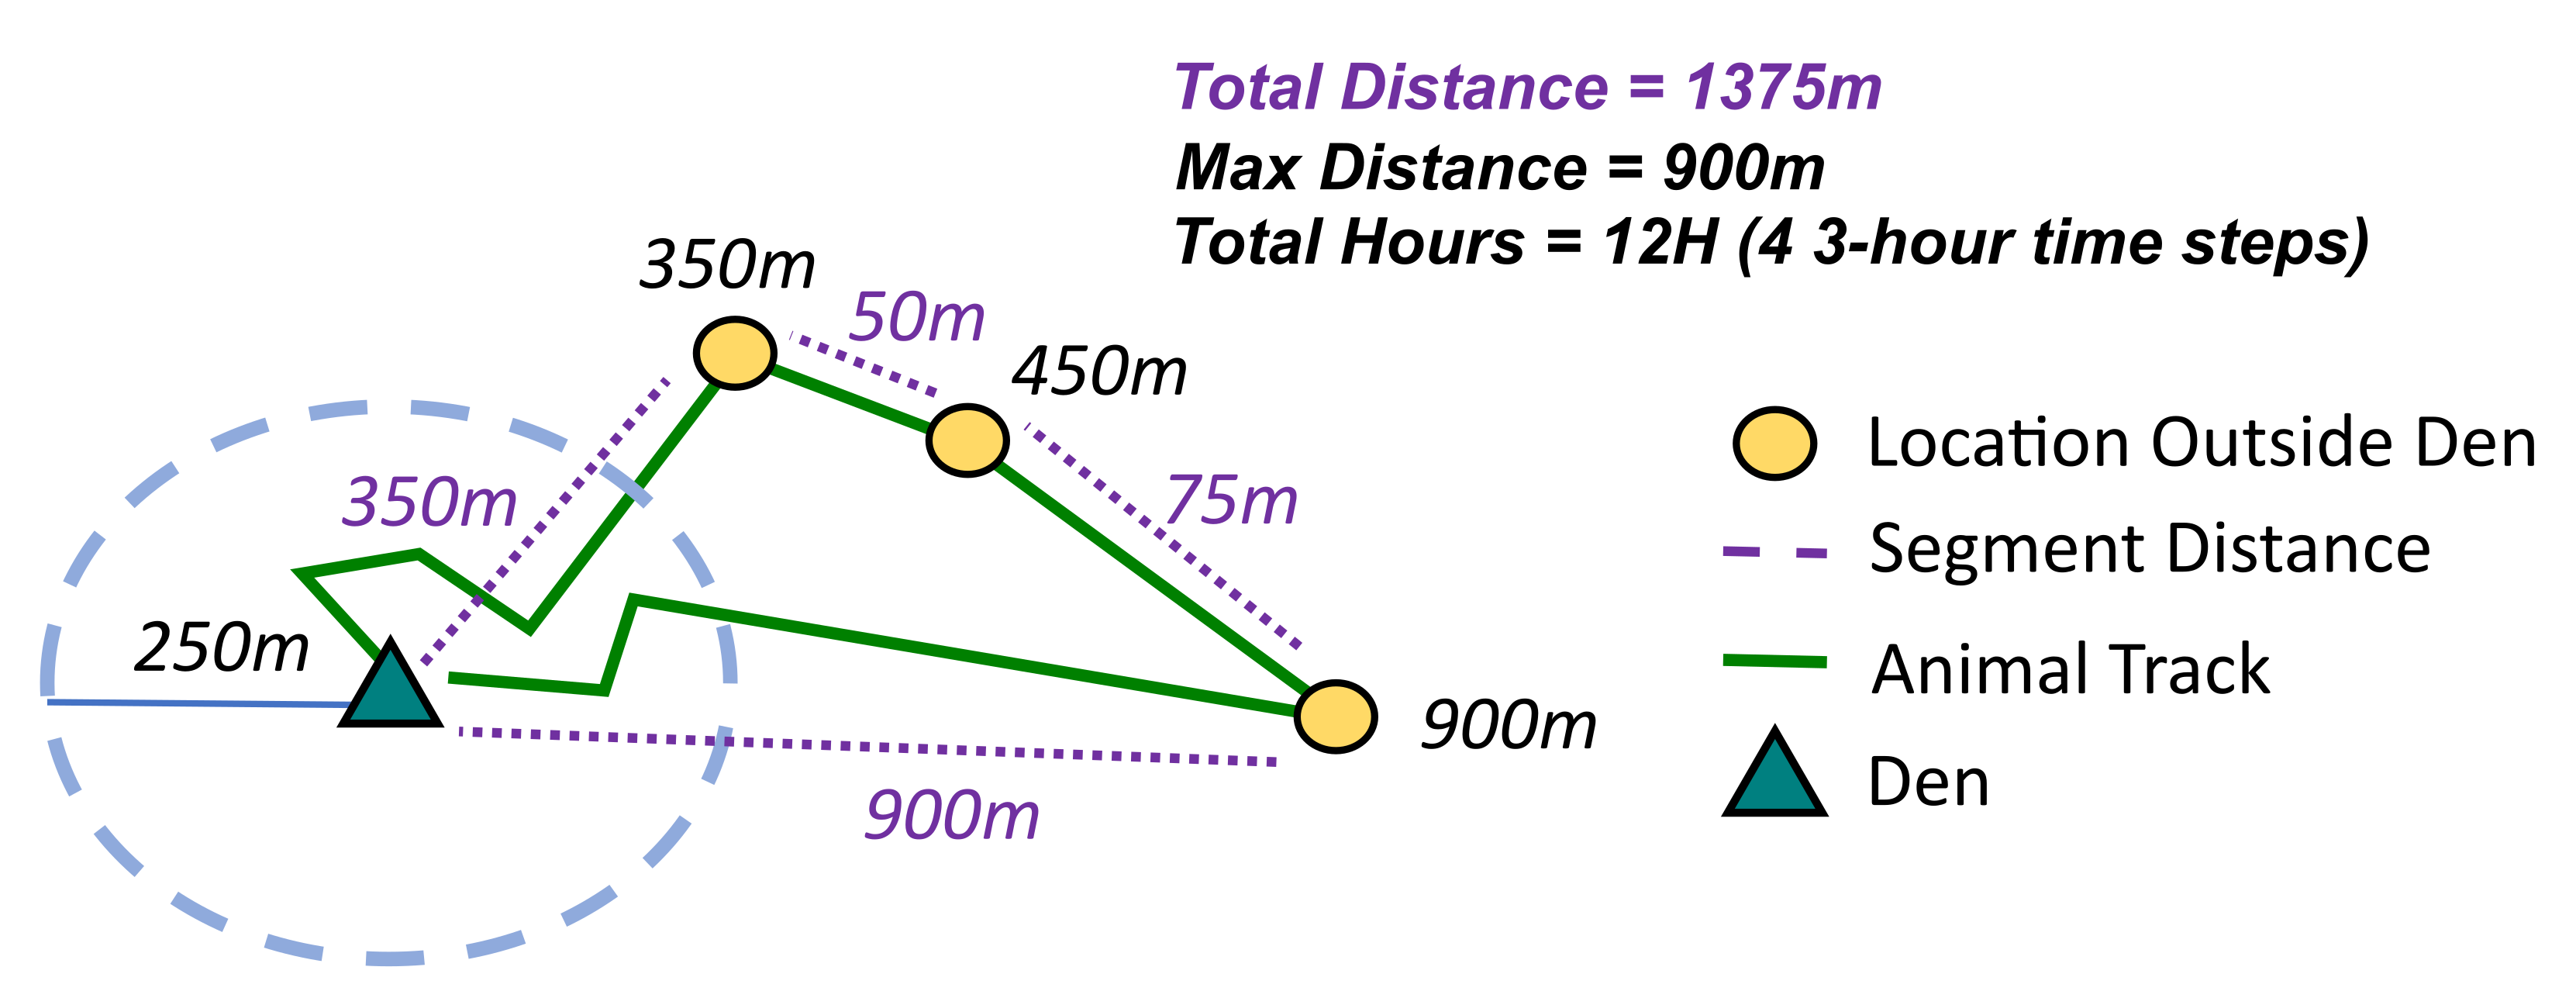 Total Distance = 1375m
Max Distance = 900m
Total Hours = 12H (4 3-hour time steps)
350m
50m
450m
350m
75m
250m
900m
900m
Location Outside Den
Segment Distance
Animal Track
Den